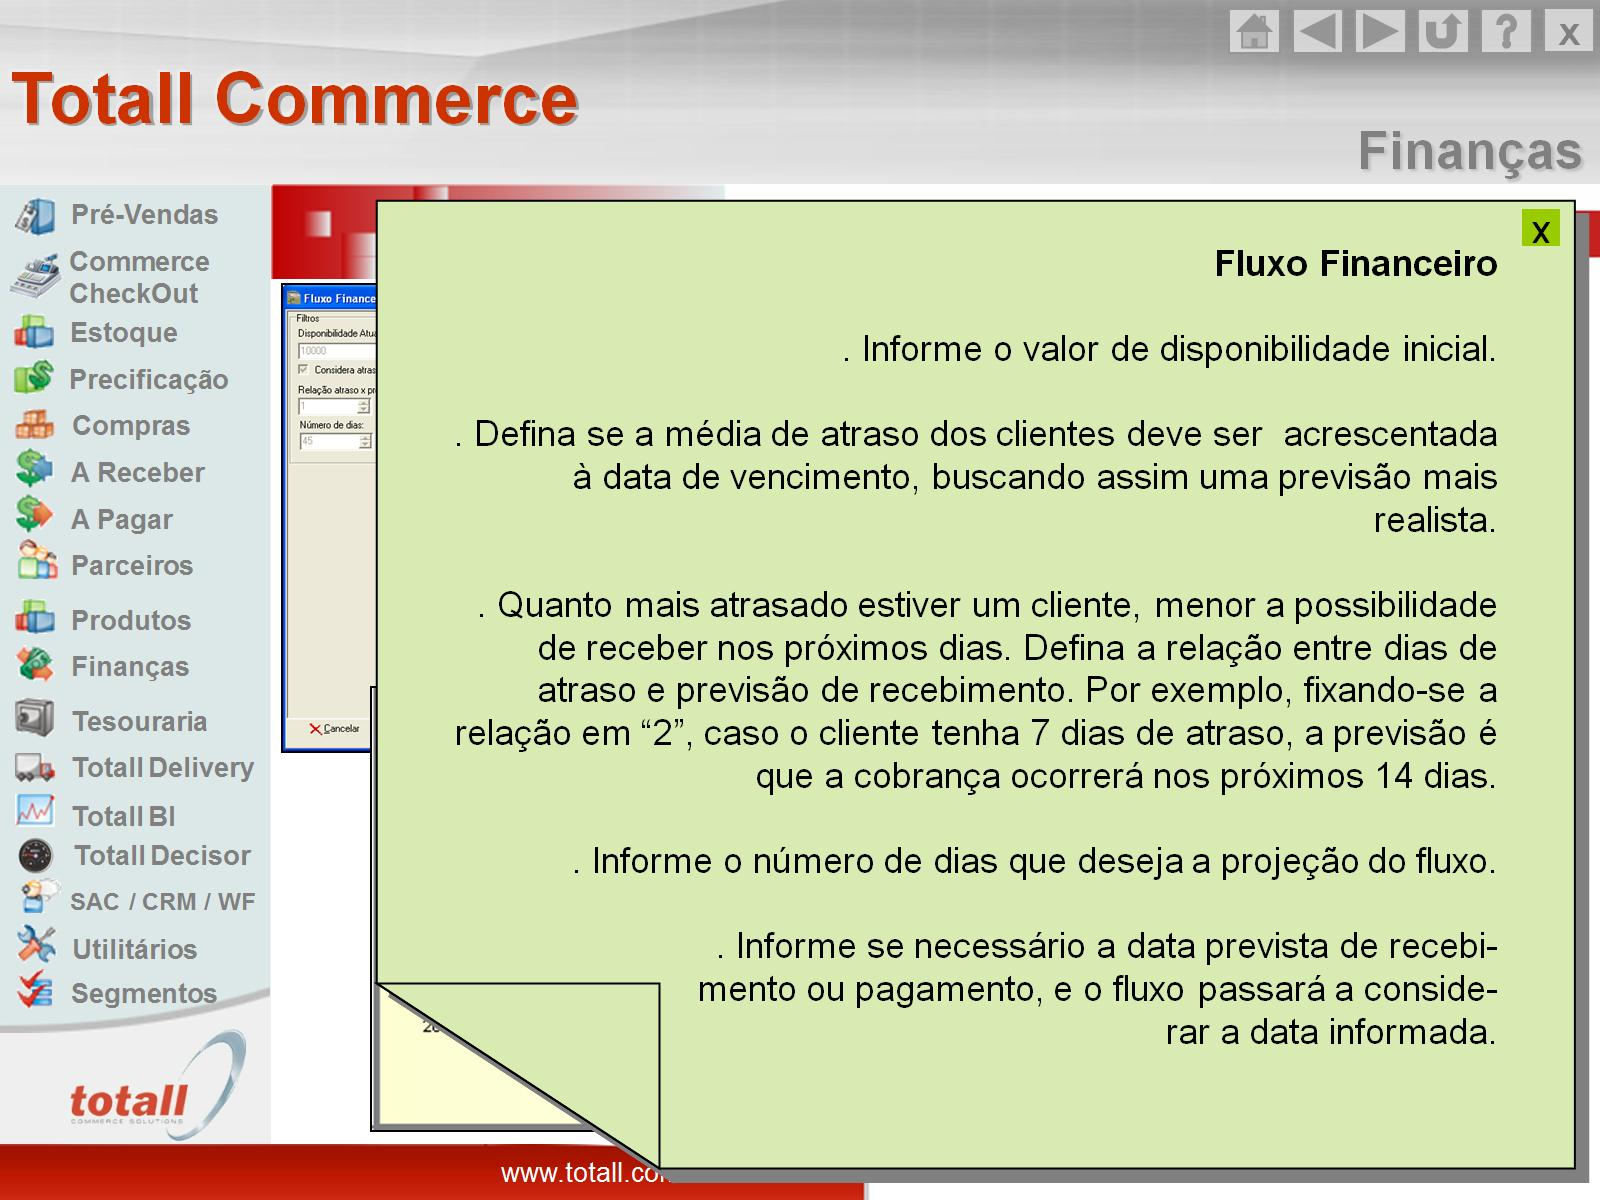 x
Totall Commerce
Finanças
Pré-Vendas
Commerce
CheckOut
Estoque
Precificação
Compras
A Receber
A Pagar
Parceiros
Produtos
Finanças
Tesouraria
Totall Delivery
Totall BI
Totall Decisor
SAC / CRM / WF
Utilitários
Segmentos
totall
COMMERCE SOLUTIONS
Filtros
10000
Considera
Relação atraso x
1
Número de dias:
45
Cancelar
X
Fluxo Financeiro
. Informe o valor de disponibilidade inicial.
. Defina se a média de atraso dos clientes deve ser acrescentada
à data de vencimento, buscando assim uma previsão mais
realista.
. Quanto mais atrasado estiver um cliente, menor a possibilidade
de receber nos próximos dias. Defina a relação entre dias de
atraso e previsão de recebimento. Por exemplo, fixando-se a
relação em “2”, caso o cliente tenha 7 dias de atraso, a previsão é
que a cobrança ocorrerá nos próximos 14 dias.
. Informe o número de dias que deseja a projeção do fluxo.
. Informe se necessário a data prevista de recebi-
mento ou pagamento, e o fluxo passará a conside-
rar a data informada.
www.totall.co